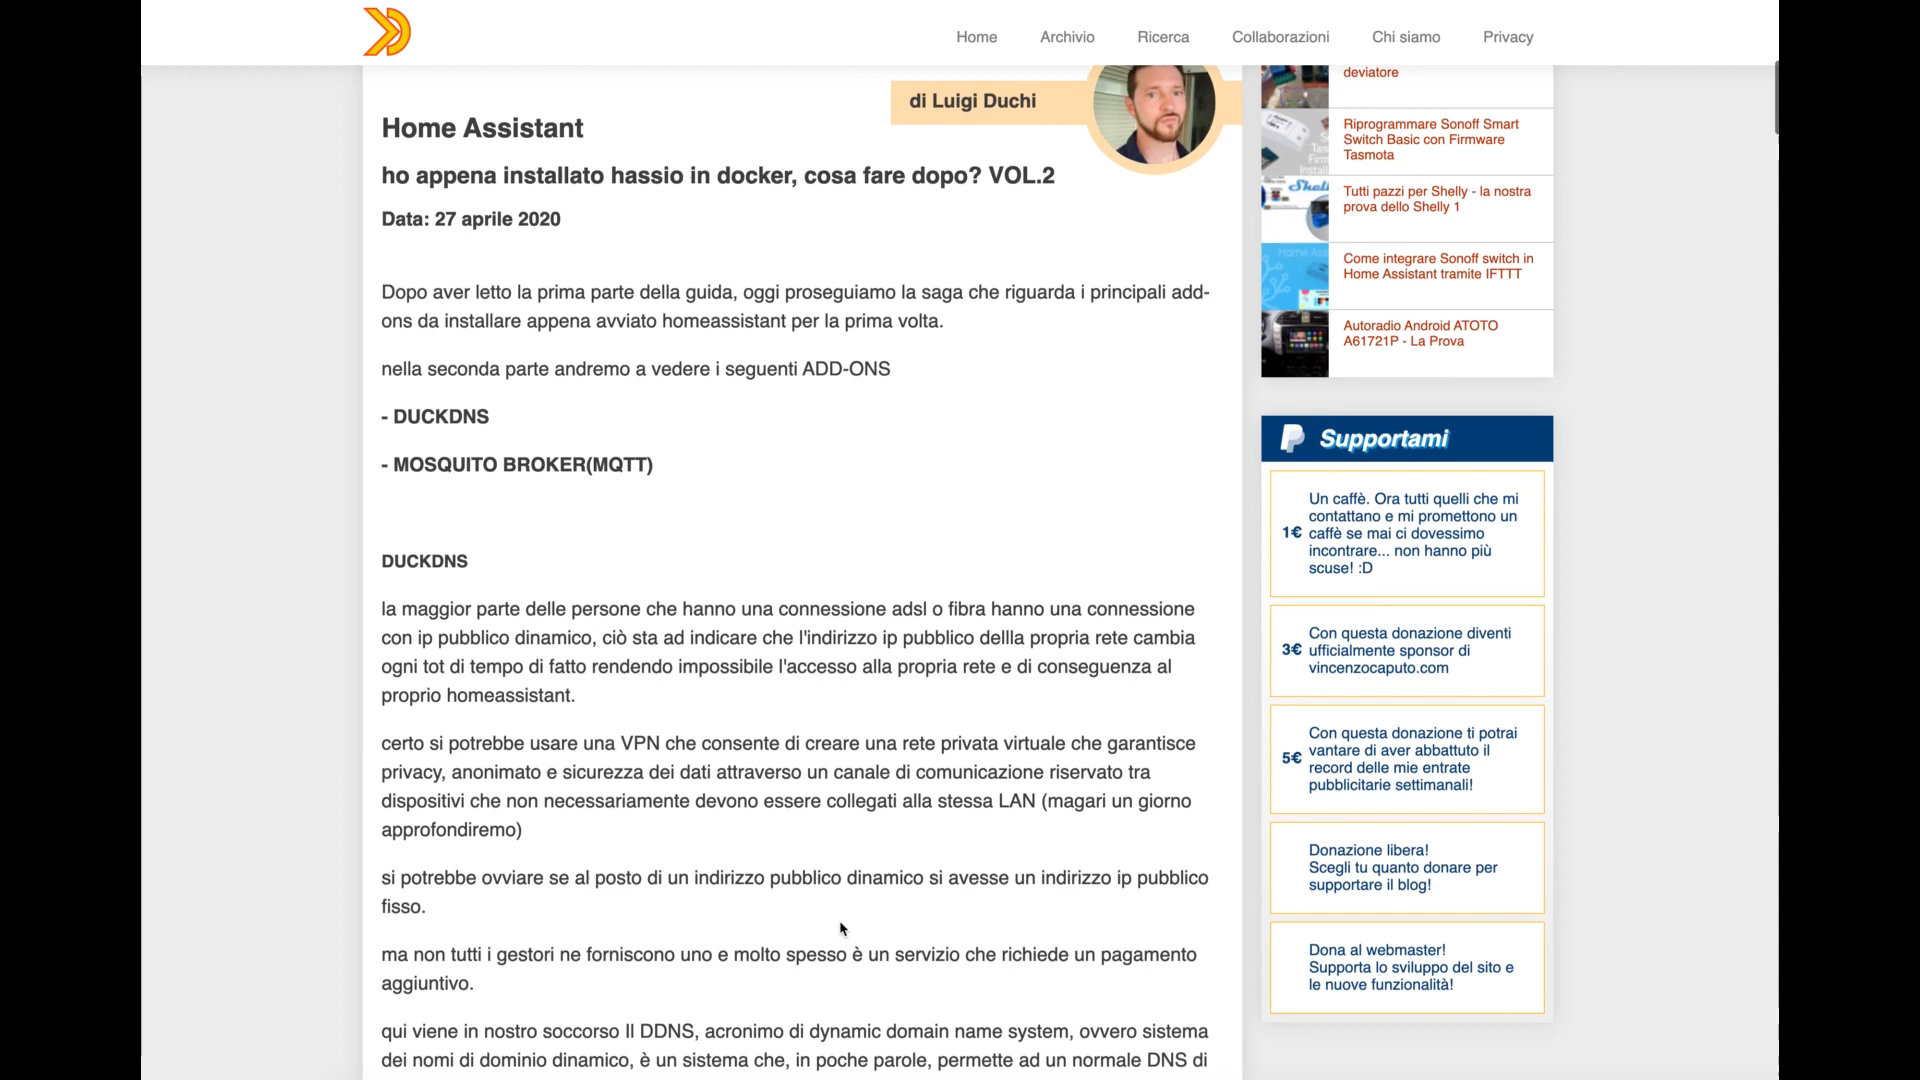 Home Archivio Ricerca Collaborazioni Chi siamo Privacy
di Luigi Duchi
Home Assistant
ho appena installato hassio in docker, cosa fare dopo? VOL.2
Data: 27 aprile 2020
Dopo aver letto la prima parte della guida, oggi proseguiamo la saga che riguarda i principali add-
ons da installare appena avviato homeassistant per la prima volta.
nella seconda parte andremo a vedere i seguenti ADD-ONS
- DUCKDNS
- MOSQUITO BROKER(MQTT)
DUCKDNS
la maggior parte delle persone che hanno una connessione adsl o fibra hanno una connessione
con ip pubblico dinamico, ciò sta ad indicare che l'indirizzo ip pubblico dellla propria rete cambia
ogni tot di tempo di fatto rendendo impossibile l'accesso alla propria rete e di conseguenza al
proprio homeassistant.
certo si potrebbe usare una VPN che consente di creare una rete privata virtuale che garantisce
privacy, anonimato e sicurezza dei dati attraverso un canale di comunicazione riservato tra
dispositivi che non necessariamente devono essere collegati alla stessa LAN (magari un giorno
approfondiremo)
si potrebbe ovviare se al posto di un indirizzo pubblico dinamico si avesse un indirizzo ip pubblico
fisso.
ma non tutti i gestori ne forniscono uno e molto spesso è un servizio che richiede un pagamento
aggiuntivo.
qui viene in nostro soccorso Il DDNS, acronimo di dynamic domain name system, ovvero sistema
dei nomi di dominio dinamico, è un sistema che, in poche parole, permette ad un normale DNS di
deviatore
Riprogrammare Sonoff Smart
Switch Basic con Firmware
Tasmota
Tutti pazzi per Shelly - la nostra
prova dello Shelly 1
Come integrare Sonoff switch in
Home Assistant tramite IFTTT
Autoradio Android ATOTO
A61721P - La Prova
Supportami
Un caffè. Ora tutti quelli che mi
contattano e mi promettono un
1€ caffè se mai ci dovessimo
incontrare... non hanno più
scuse! :D
Con questa donazione diventi
3€ ufficialmente sponsor di
vincenzocaputo.com
Con questa donazione ti potrai
vantare di aver abbattuto il
5€ record delle mie entrate
pubblicitarie settimanali!
Donazione libera!
Scegli tu quanto donare per
supportare il blog!
Dona al webmaster!
Supporta lo sviluppo del sito e
le nuove funzionalità!